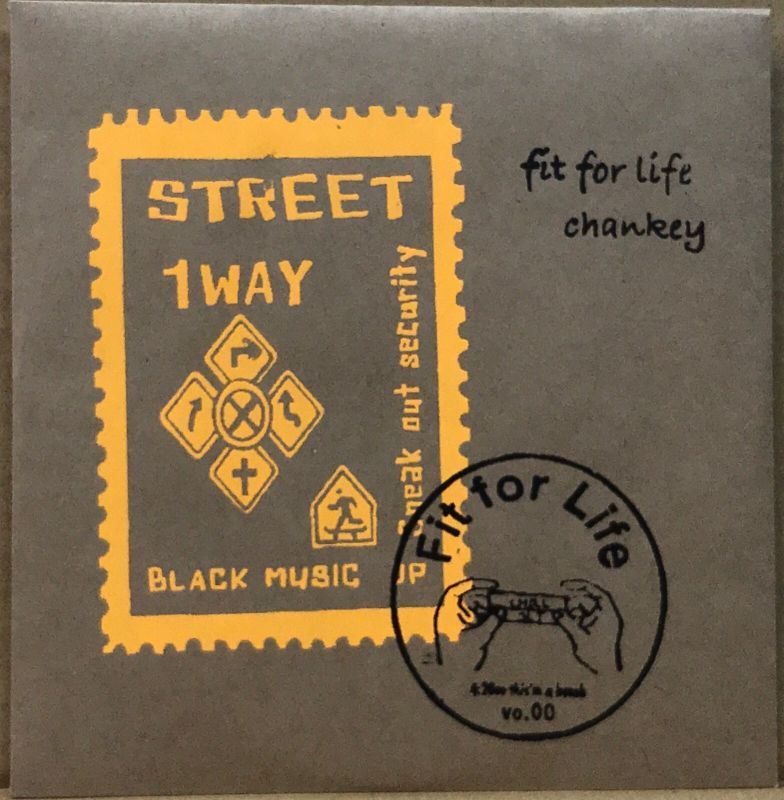 STREET
1WAY
Sneak out security
BLACK MUSIC UP
fit for life
chankey
Fit for Life
vo.00